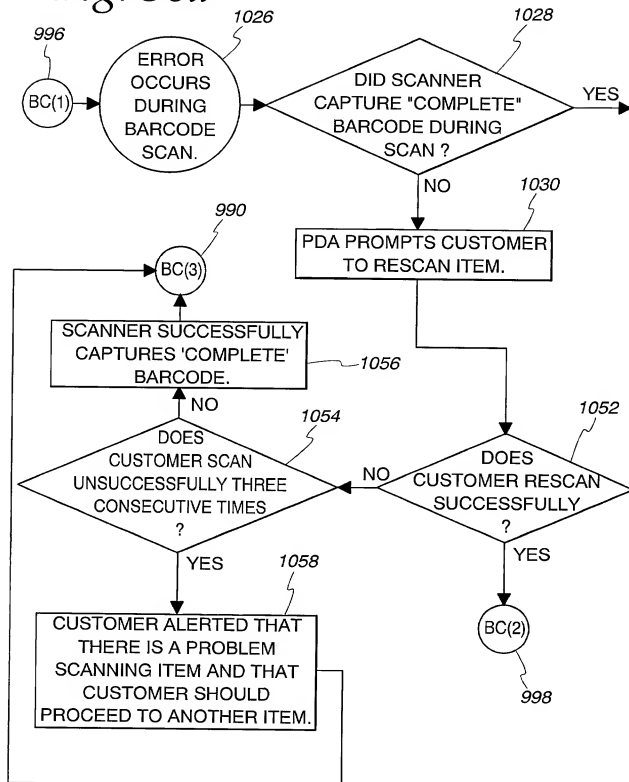 996
BC(1)
1026
ERROR
OCCURS
DURING
BARCODE
SCAN.
1028
DID SCANNER
CAPTURE "COMPLETE"
BARCODE DURING
SCAN ?
YES
NO
1030
PDA PROMPTS CUSTOMER
TO RESCAN ITEM.
990
BC(3)
SCANNER SUCCESSFULLY
CAPTURES 'COMPLETE'
BARCODE.
1056
NO
1054
DOES
CUSTOMER SCAN
UNSUCCESSFULLY THREE
CONSECUTIVE TIMES
?
YES
1052
DOES
CUSTOMER RESCAN
SUCCESSFULLY
?
NO
YES
1058
CUSTOMER ALERTED THAT
THERE IS A PROBLEM
SCANNING ITEM AND THAT
CUSTOMER SHOULD
PROCEED TO ANOTHER ITEM.
BC(2)
998